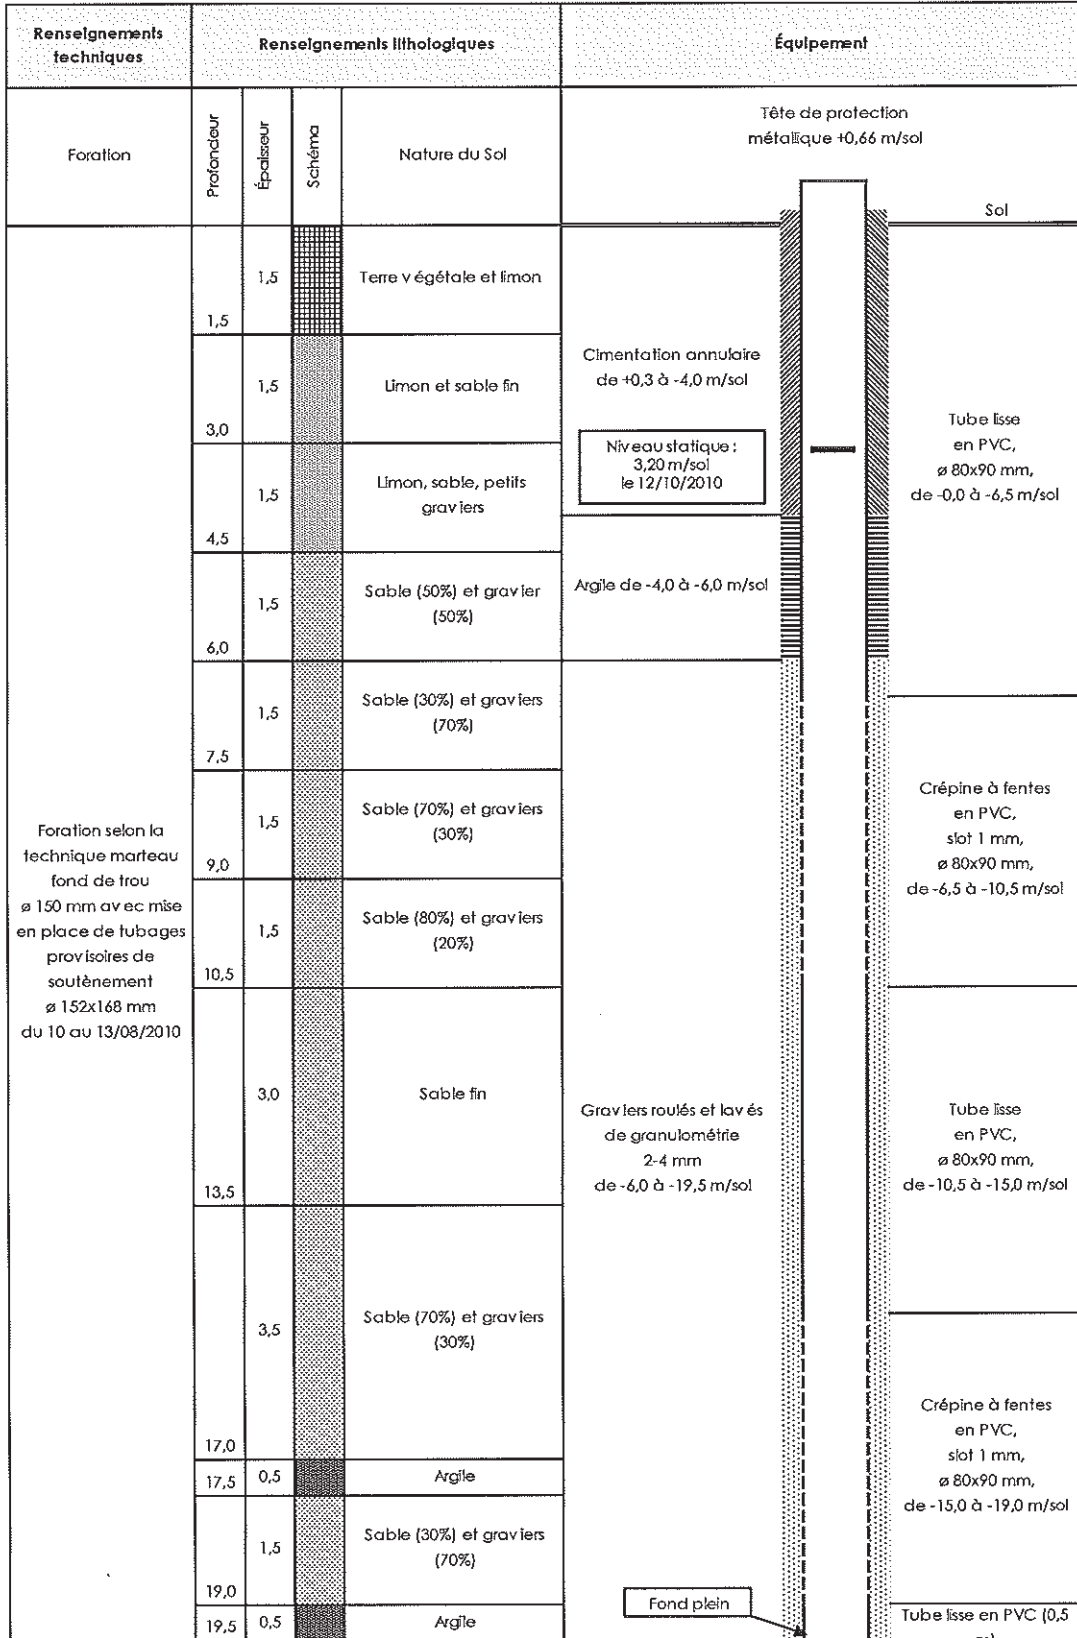 Renseignements
techniques
Renseignements lithologiques
Équipement
Foration
Profondeur
Épaisseur
Schéma
Nature du Sol
Tête de protection
métallique +0,66 m/sol
Sol
1,5
1,5
Terre végétale et limon
1,5
3,0
Limon et sable fin
1,5
4,5
Limon, sable, petits
graviers
1,5
6,0
Sable (50%) et gravier
(50%)
1,5
7,5
Sable (30%) et graviers
(70%)
1,5
9,0
Sable (70%) et graviers
(30%)
1,5
10,5
Sable (80%) et graviers
(20%)
3,0
13,5
Sable fin
3,5
17,0
Sable (70%) et graviers
(30%)
17,5
0,5
Argile
1,5
19,0
Sable (30%) et graviers
(70%)
19,5
0,5
Argile
Foration selon la
technique marteau
fond de trou
ø 150 mm avec mise
en place de tubages
provisoires de
soutènement
ø 152x168 mm
du 10 au 13/08/2010
Cimentation annulaire
de +0,3 à -4,0 m/sol
Niveau statique :
3,20 m/sol
le 12/10/2010
Argile de -4,0 à -6,0 m/sol
Graviers roulés et lavés
de granulométrie
2-4 mm
de -6,0 à -19,5 m/sol
Fond plein
Tube lisse
en PVC,
ø 80x90 mm,
de -0,0 à -6,5 m/sol
Crépine à fentes
en PVC,
slot 1 mm,
ø 80x90 mm,
de -6,5 à -10,5 m/sol
Tube lisse
en PVC,
ø 80x90 mm,
de -10,5 à -15,0 m/sol
Crépine à fentes
en PVC,
slot 1 mm,
ø 80x90 mm,
de -15,0 à -19,0 m/sol
Tube lisse en PVC (0,5